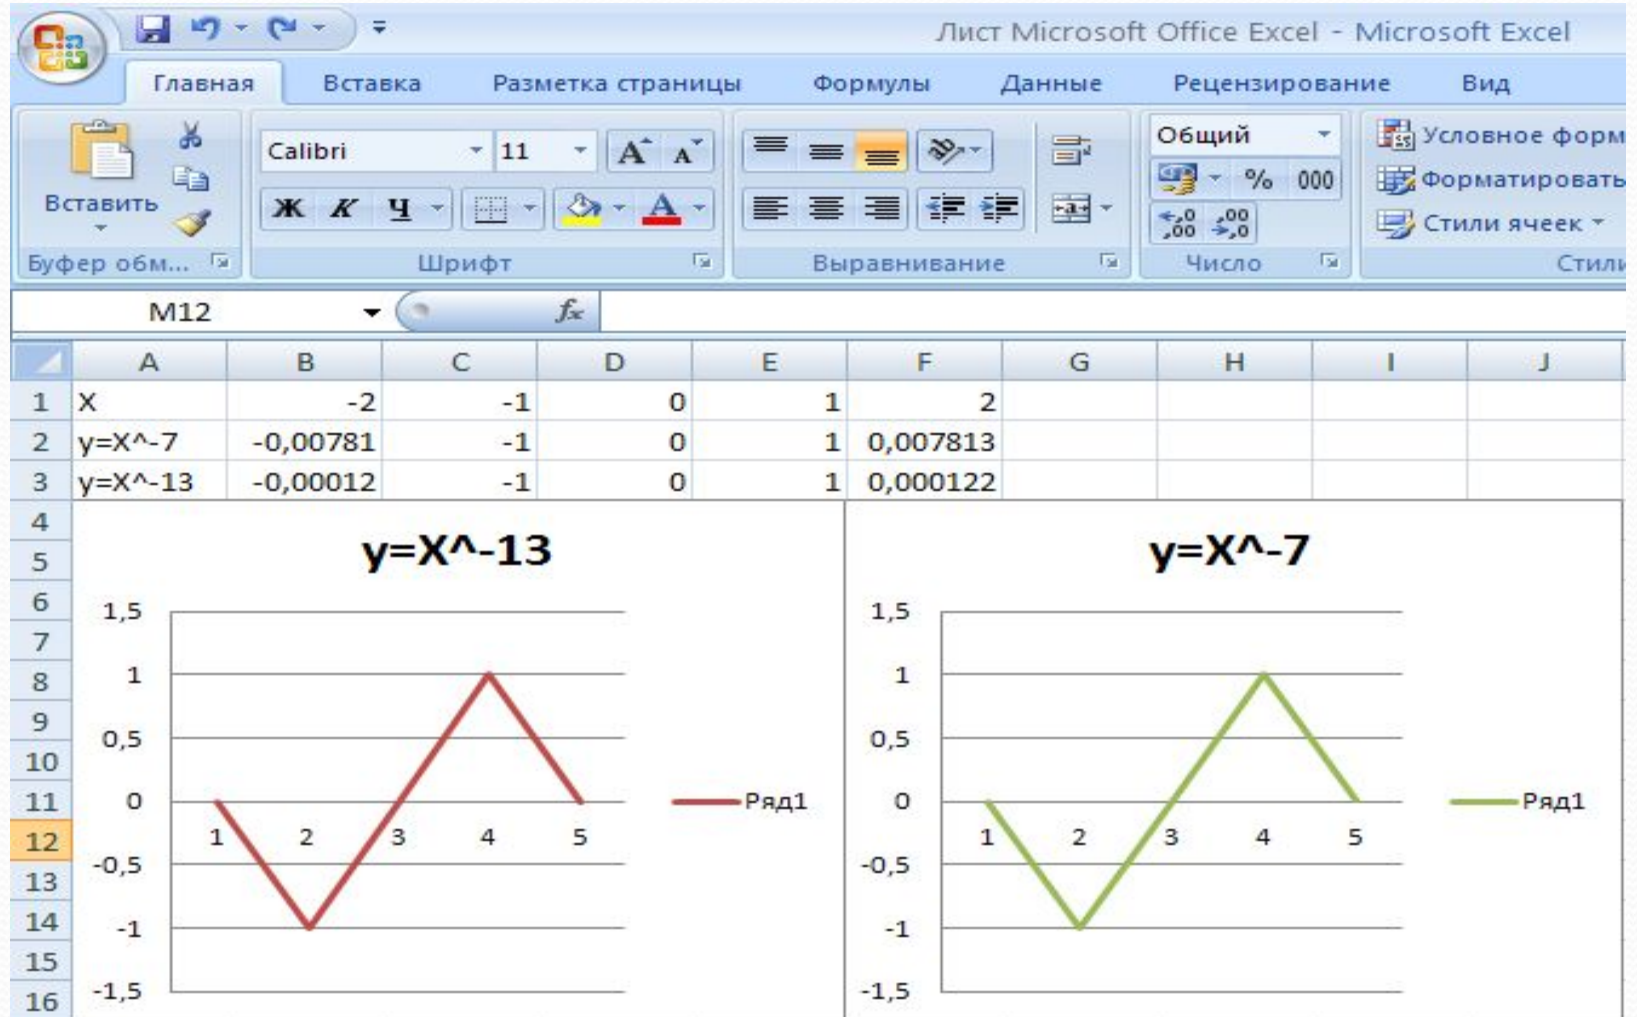 Лист Microsoft Office Excel - Microsoft Excel
Главная Вставка Разметка страницы Формулы Данные Рецензирование Вид
Calibri 11 A A Общий Условное форм
Вставить % 000 Форматировать
Ж К Ч А ,0 ,00 ,00 ,0 Стили ячеек
Буфер обм... Шрифт Выравнивание Число Стили
M12 fx
A B C D E F G H I J
1 X -2 -1 0 1 2
2 y=X^-7 -0,00781 -1 0 1 0,007813
3 y=X^-13 -0,00012 -1 0 1 0,000122
4
5
6
7
8
9
10
11
12
13
14
15
16
y=X^-13
1,5
1
0,5
0
-0,5
-1
-1,5
1 2 3 4 5
Ряд1
y=X^-7
1,5
1
0,5
0
-0,5
-1
-1,5
1 2 3 4 5
Ряд1